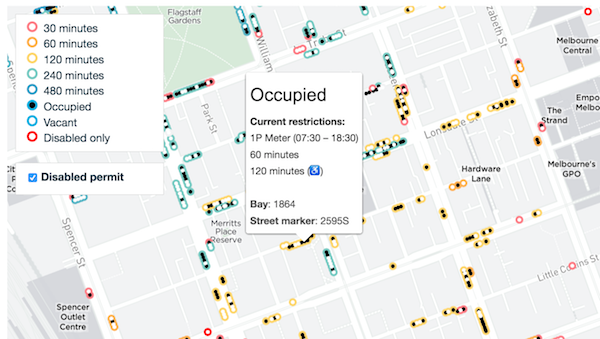 Flagstaff
Gardens
30 minutes
60 minutes
120 minutes
240 minutes
480 minutes
Occupied
Vacant
Disabled only
Disabled permit
William
Park St
Spencer St
Merritts
Place
Reserve
Spencer
Outlet
Centre
Occupied
Current restrictions:
1P Meter (07:30 – 18:30)
60 minutes
120 minutes (♿)
Bay: 1864
Street marker: 2595S
zabeth St
Melbourne
Central
Lonsdale St
The
Strand
Empo
Melbo
Hardware
Lane
Melbourne's
GPO
Little Collins St